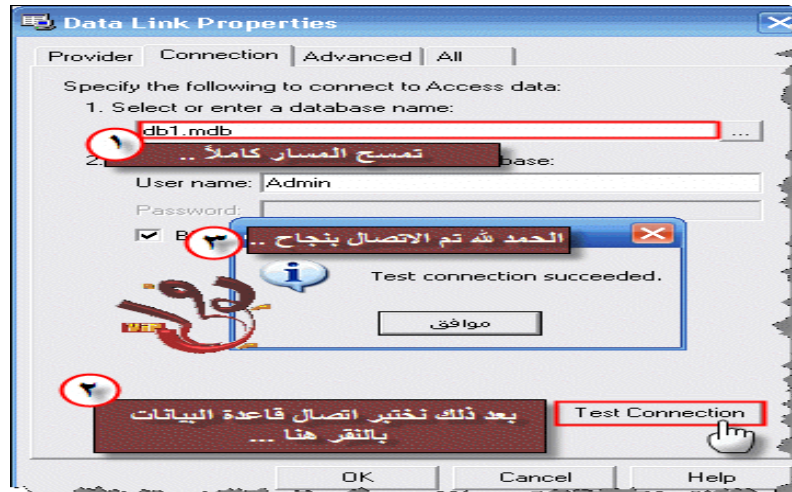 Data Link Properties
Provider Connection Advanced All
Specify the following to connect to Access data:
1. Select or enter a database name:
db1.mdb ...
١
تمسح المسار كاملاً ..
2. base:
User name: Admin
Password:
B
٣
الحمد لله تم الاتصال بنجاح ..
Test connection succeeded.
موافق
٢
بعد ذلك نختبر اتصال قاعدة البيانات
بالنقر هنا ...
Test Connection
OK Cancel Help